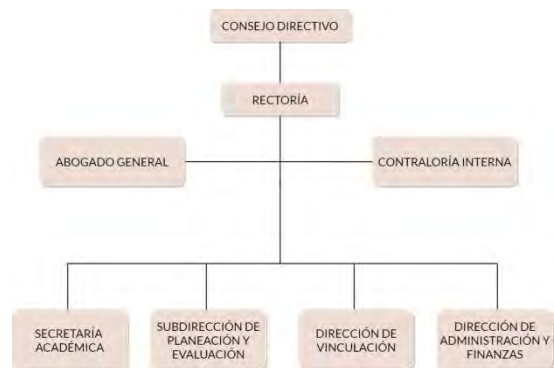 CONSEJO DIRECTIVO
RECTORÍA
ABOGADO GENERAL
CONTRALORÍA INTERNA
SECRETARÍA
ACADÉMICA
SUBDIRECCIÓN DE
PLANEACIÓN Y
EVALUACIÓN
DIRECCIÓN DE
VINCULACIÓN
DIRECCIÓN DE
ADMINISTRACIÓN Y
FINANZAS